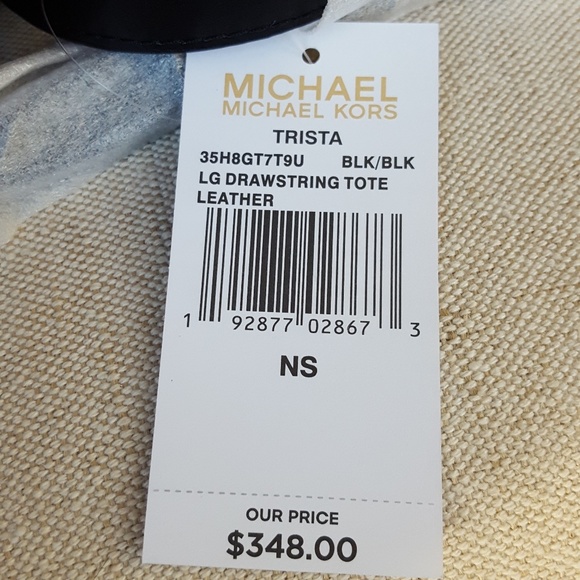 MICHAEL
MICHAEL KORS
TRISTA
35H8GT7T9U BLK/BLK
LG DRAWSTRING TOTE
LEATHER
1 92877 02867 3
NS
OUR PRICE
$348.00